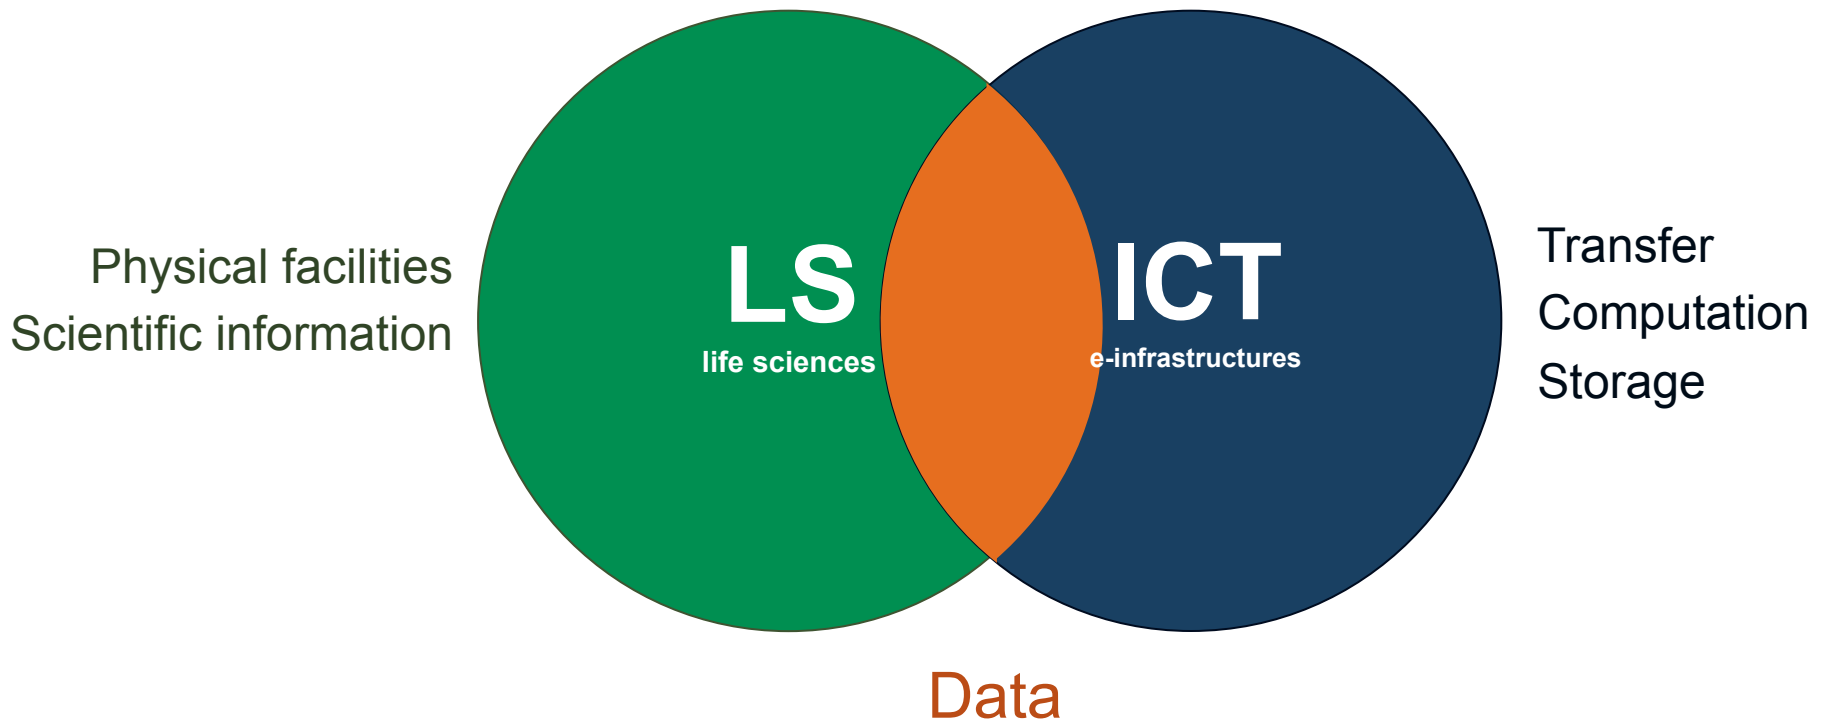 Physical facilities
Scientific information
LS
life sciences
ICT
e-infrastructures
Transfer
Computation
Storage
Data